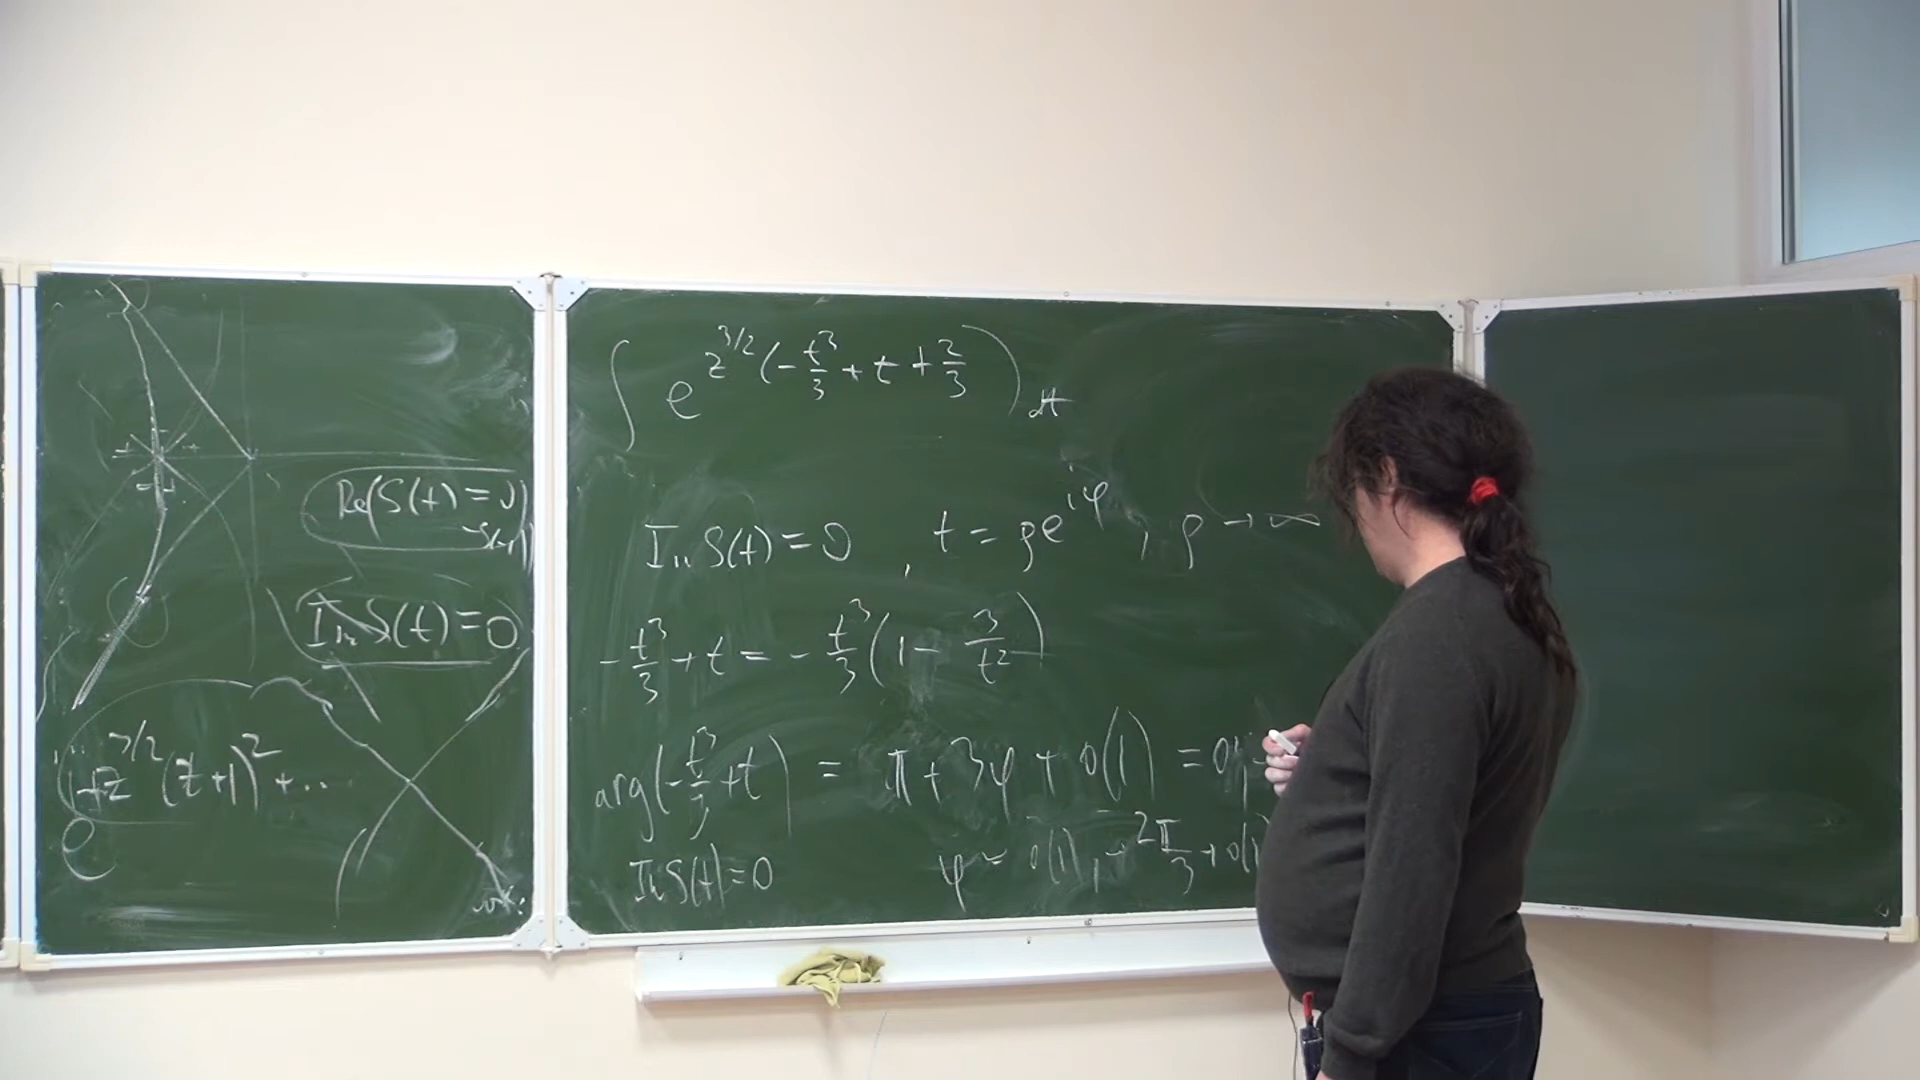 Re(S(t)=0
Im S(t)=0
+z^{3/2}(z+1)^2+...
e
∫ e^{z^{3/2}(-t^3/3 + t + 2/3)} dt
Im S(t) = 0 , t = ρe^{iφ}, ρ → ∞
-t^3/3 + t = -t^3/3 (1 - 3/t^2)
arg(-t^3/3 + t) = π + 3φ + o(1) = 0,
Im S(t) = 0 φ ~ o(1), 2π/3 + o(1